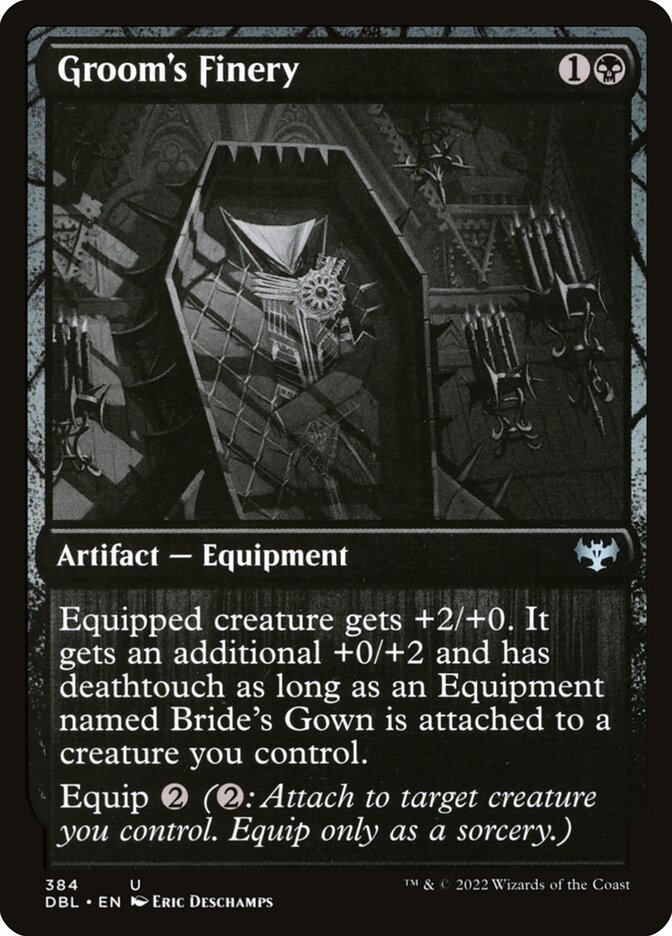 Groom's Finery 1
Artifact — Equipment
Equipped creature gets +2/+0. It
gets an additional +0/+2 and has
deathtouch as long as an Equipment
named Bride's Gown is attached to a
creature you control.
Equip 2 (2: Attach to target creature
you control. Equip only as a sorcery.)
384 U
DBL • EN Eric Deschamps
™ & © 2022 Wizards of the Coast